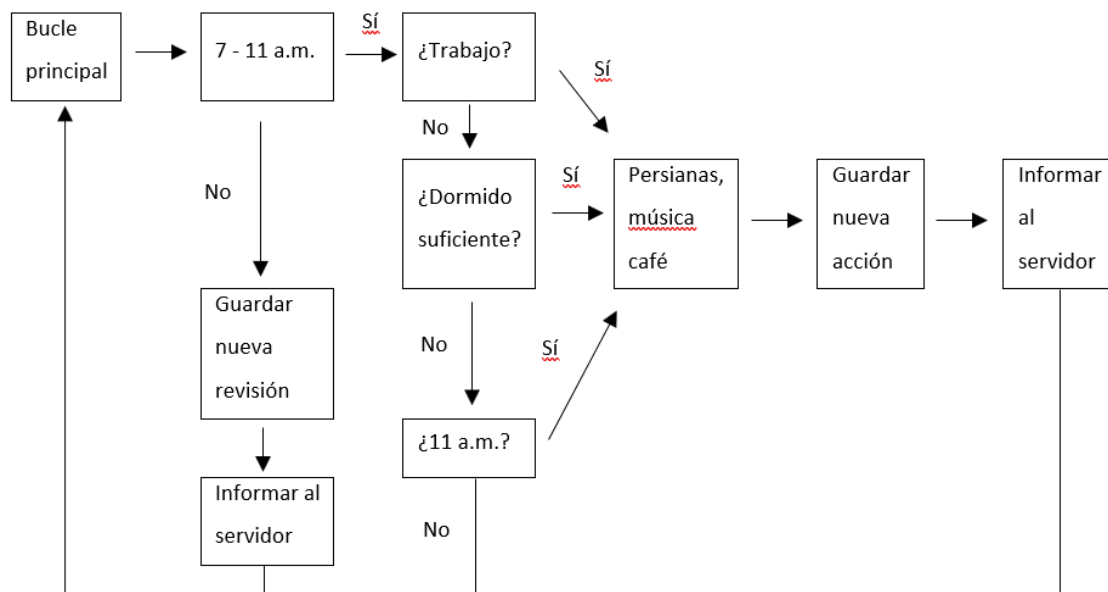 Bucle
principal
7 - 11 a.m.
Sí
¿Trabajo?
Sí
No
No
¿Dormido
suficiente?
Sí
Persianas,
música
café
Guardar
nueva
acción
Informar
al
servidor
Guardar
nueva
revisión
No
Sí
¿11 a.m.?
Informar al
servidor
No